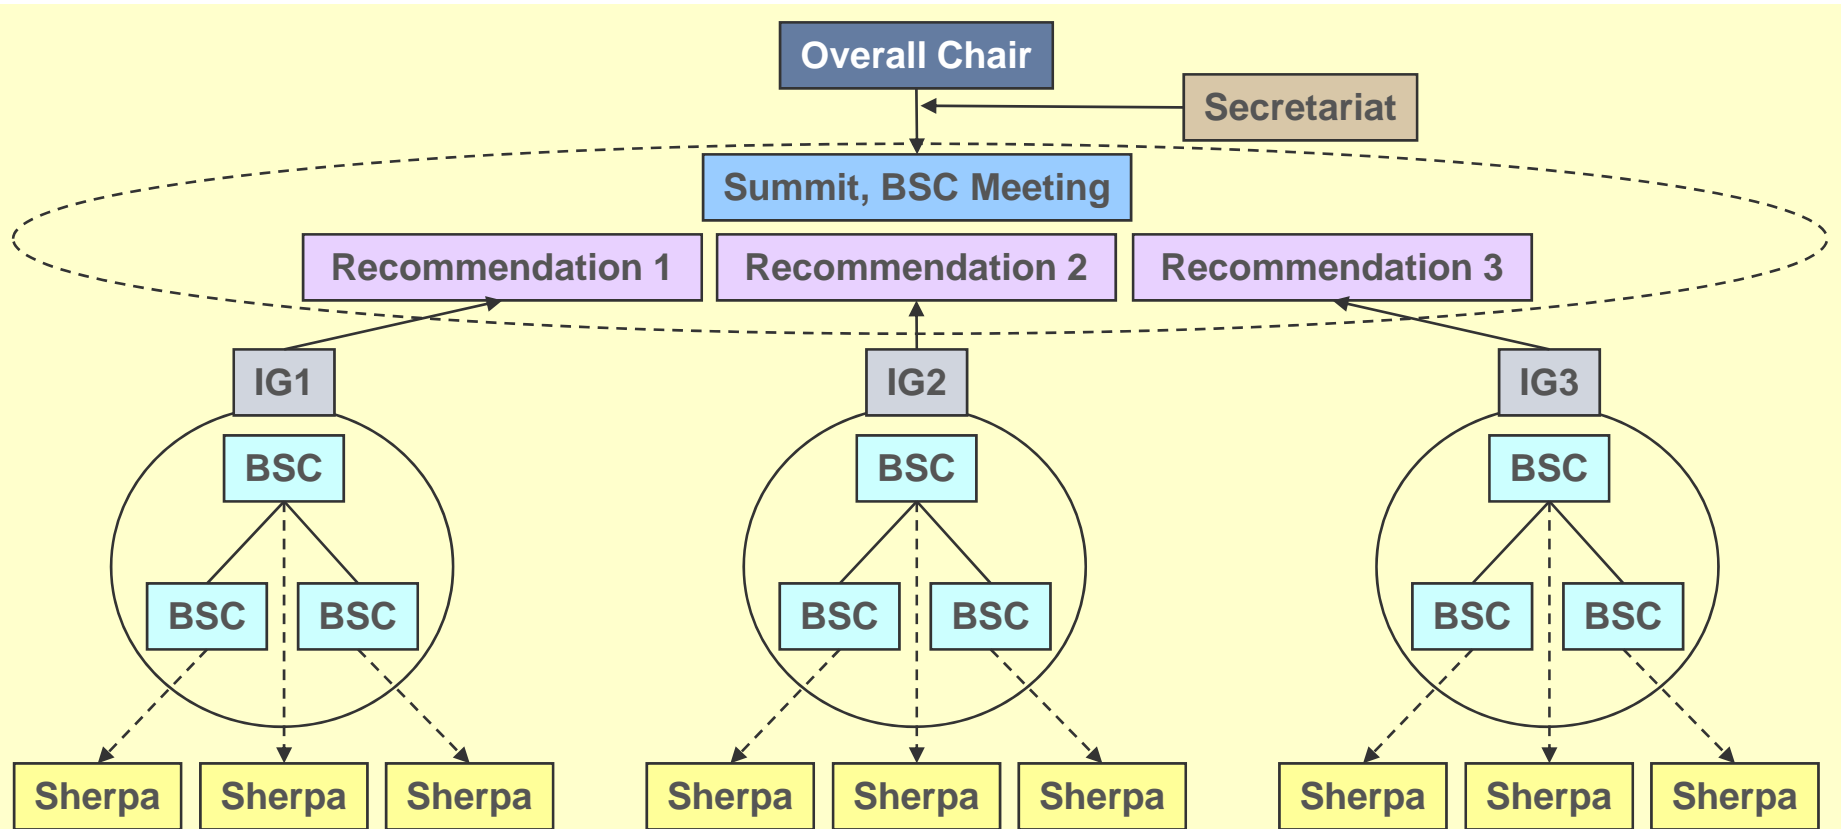 Overall Chair
Secretariat
Summit, BSC Meeting
Recommendation 1
Recommendation 2
Recommendation 3
IG1
IG2
IG3
BSC
BSC
BSC
BSC
BSC
BSC
BSC
BSC
BSC
Sherpa
Sherpa
Sherpa
Sherpa
Sherpa
Sherpa
Sherpa
Sherpa
Sherpa